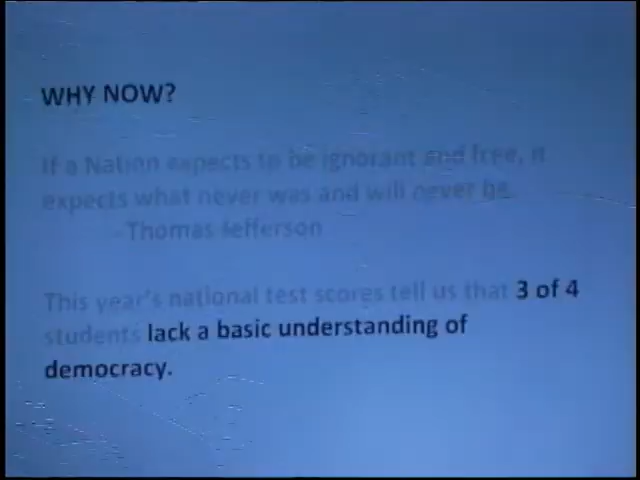 WHY NOW?
If a Nation expects to be ignorant and free, it
expects what never was and will never be.
- Thomas Jefferson
This year's national test scores tell us that 3 of 4
students lack a basic understanding of
democracy.